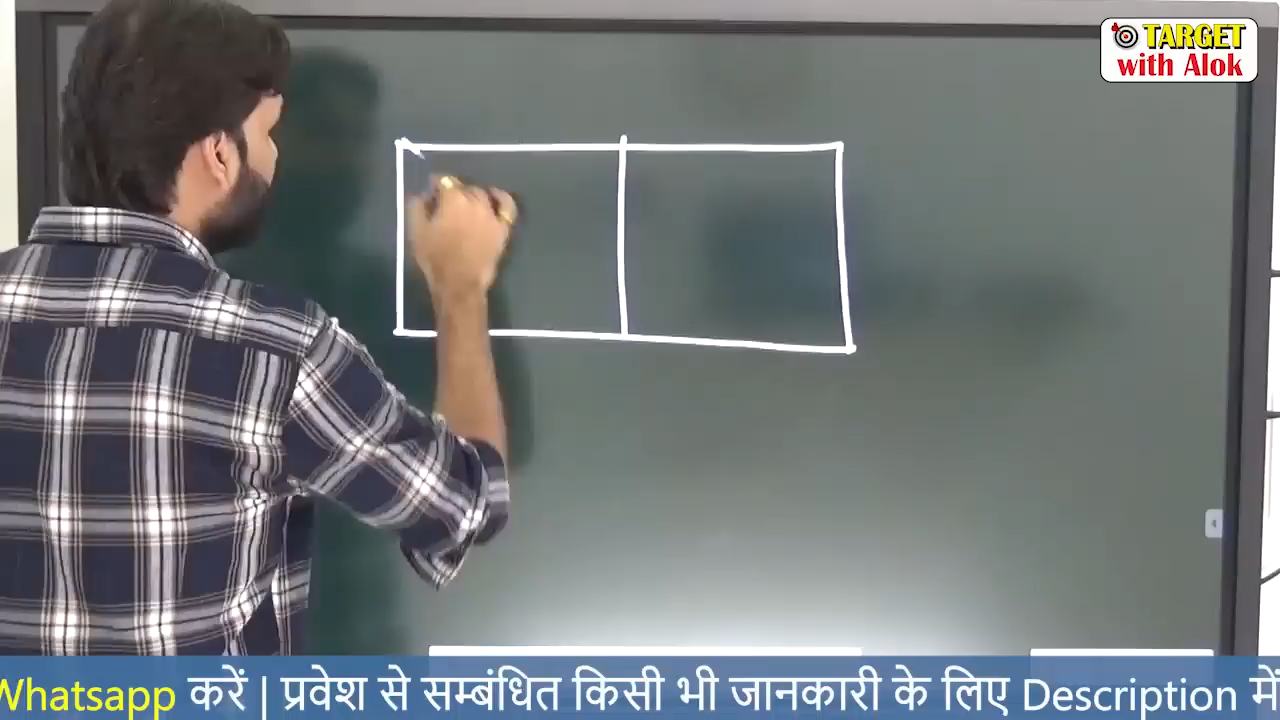 TARGET
with Alok
Whatsapp करें | प्रवेश से सम्बंधित किसी भी जानकारी के लिए Description में